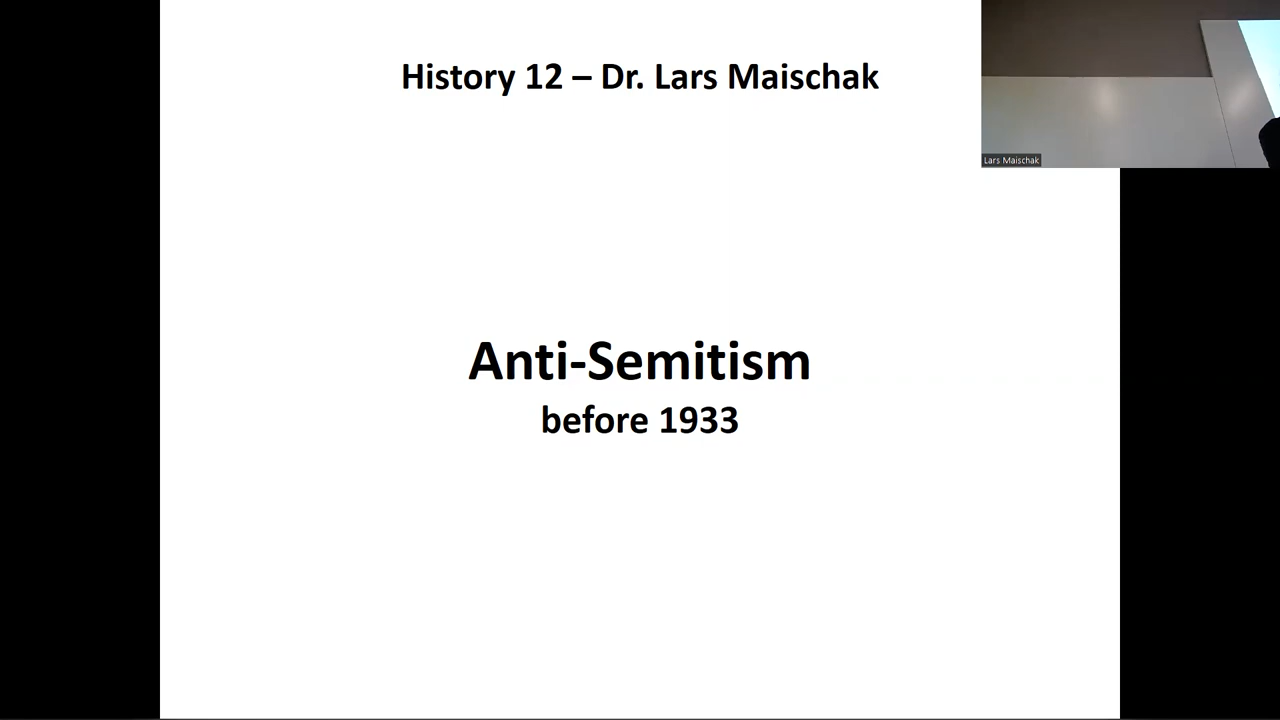 History 12 – Dr. Lars Maischak
Lars Maischak
Anti-Semitism
before 1933